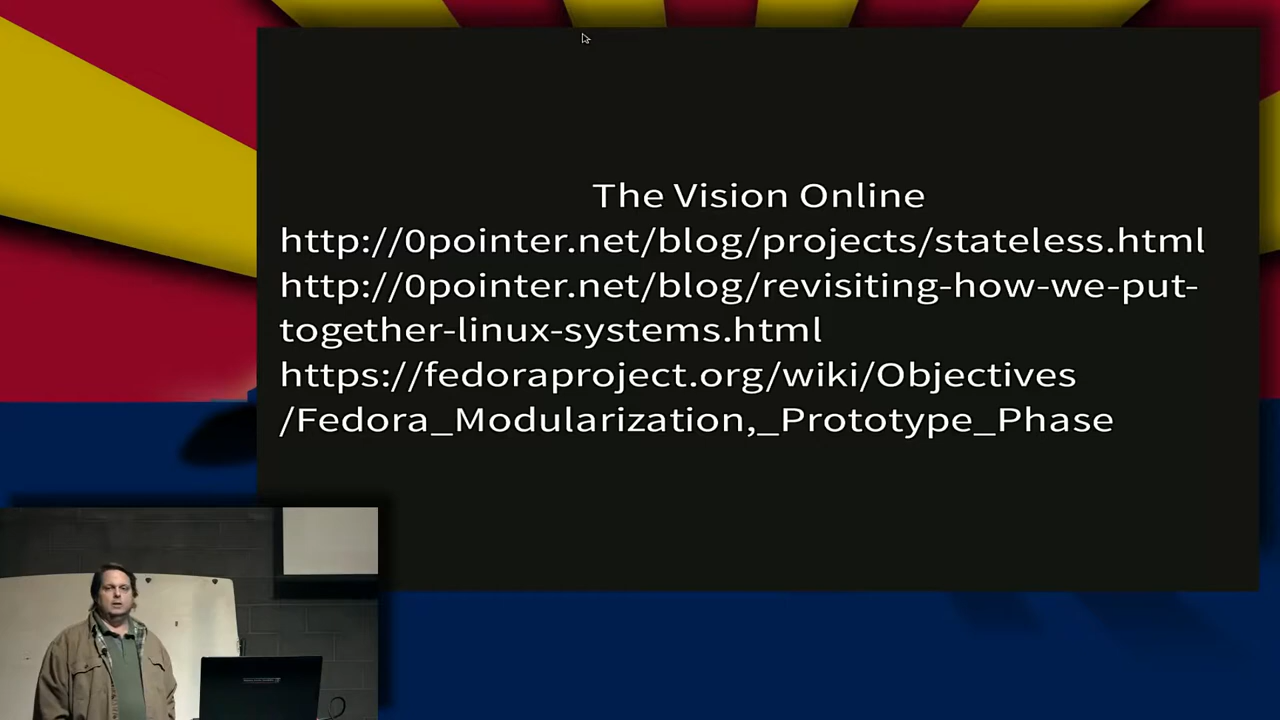 The Vision Online
http://0pointer.net/blog/projects/stateless.html
http://0pointer.net/blog/revisiting-how-we-put-
together-linux-systems.html
https://fedoraproject.org/wiki/Objectives
/Fedora_Modularization,_Prototype_Phase